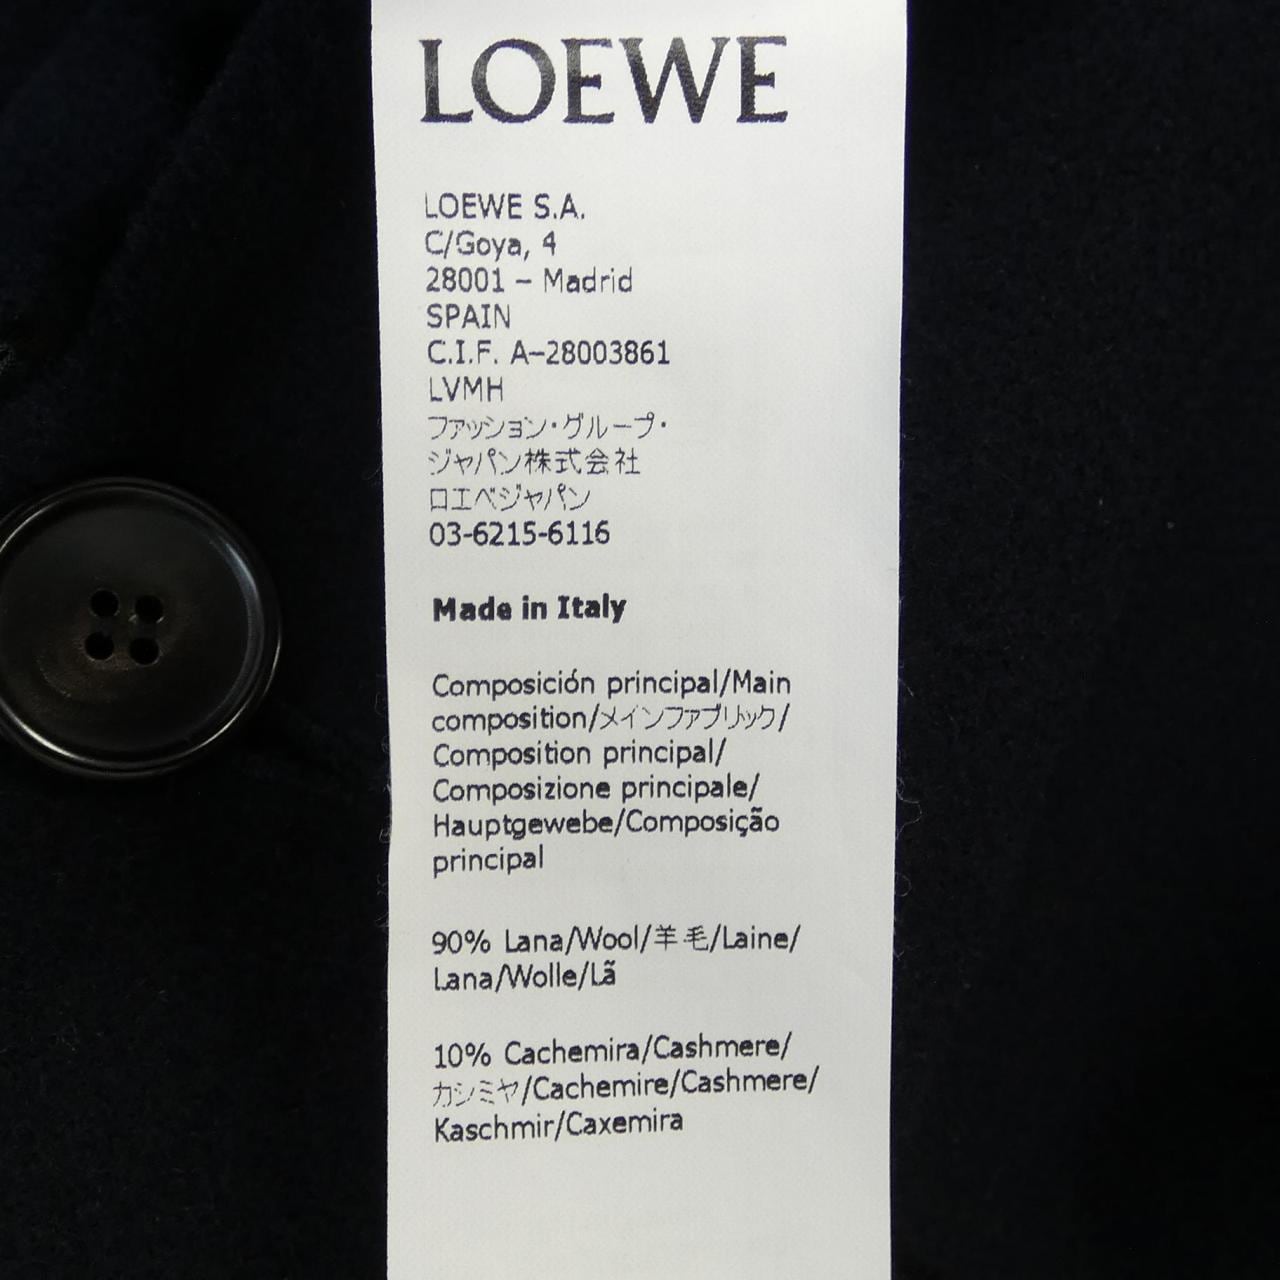 LOEWE
LOEWE S.A.
C/Goya, 4
28001 – Madrid
SPAIN
C.I.F. A–28003861
LVMH
ファッション・グループ・
ジャパン株式会社
ロエベジャパン
03-6215-6116
Made in Italy
Composición principal/Main
composition/メインファブリック/
Composition principal/
Composizione principale/
Hauptgewebe/Composição
principal
90% Lana/Wool/羊毛/Laine/
Lana/Wolle/Lã
10% Cachemira/Cashmere/
カシミヤ/Cachemire/Cashmere/
Kaschmir/Caxemira